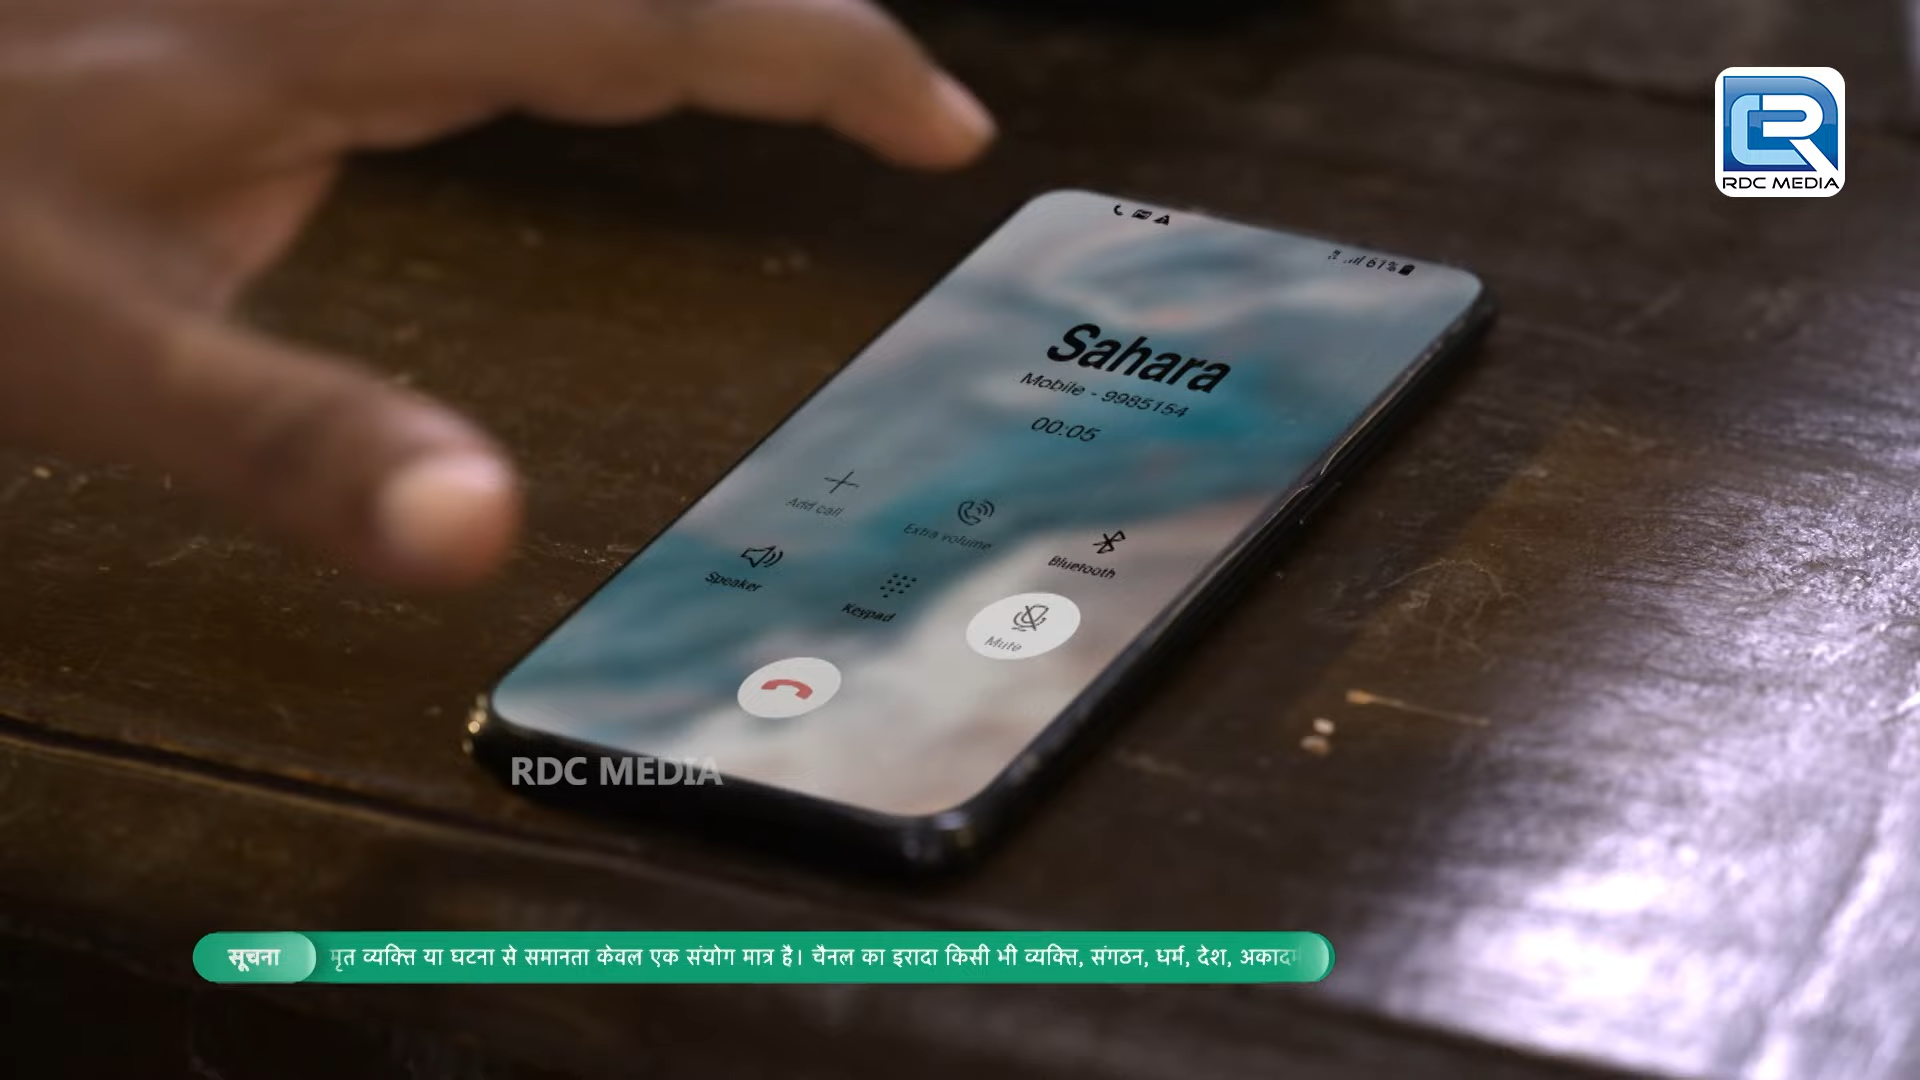 RDC MEDIA
61%
Sahara
Mobile - 9985154
00:05
Add call
Extra volume
Bluetooth
Speaker
Keypad
Mute
RDC MEDIA
सूचना
मृत व्यक्ति या घटना से समानता केवल एक संयोग मात्र है। चैनल का इरादा किसी भी व्यक्ति, संगठन, धर्म, देश,